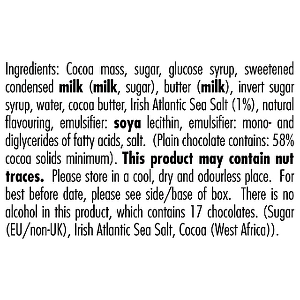 Ingredients: Cocoa mass, sugar, glucose syrup, sweetened
condensed milk (milk, sugar), butter (milk), invert sugar
syrup, water, cocoa butter, Irish Atlantic Sea Salt (1%), natural
flavouring, emulsifier: soya lecithin, emulsifier: mono- and
diglycerides of fatty acids, salt. (Plain chocolate contains: 58%
cocoa solids minimum). This product may contain nut
traces. Please store in a cool, dry and odourless place. For
best before date, please see side/base of box. There is no
alcohol in this product, which contains 17 chocolates. (Sugar
(EU/non-UK), Irish Atlantic Sea Salt, Cocoa (West Africa)).